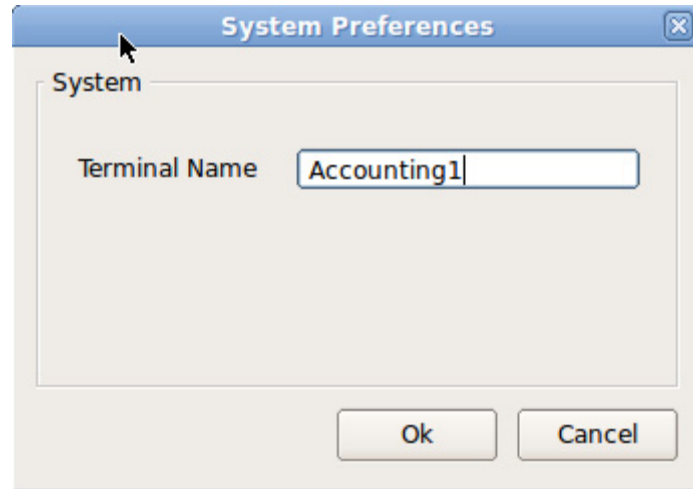 System Preferences
System
Terminal Name Accounting1
Ok Cancel